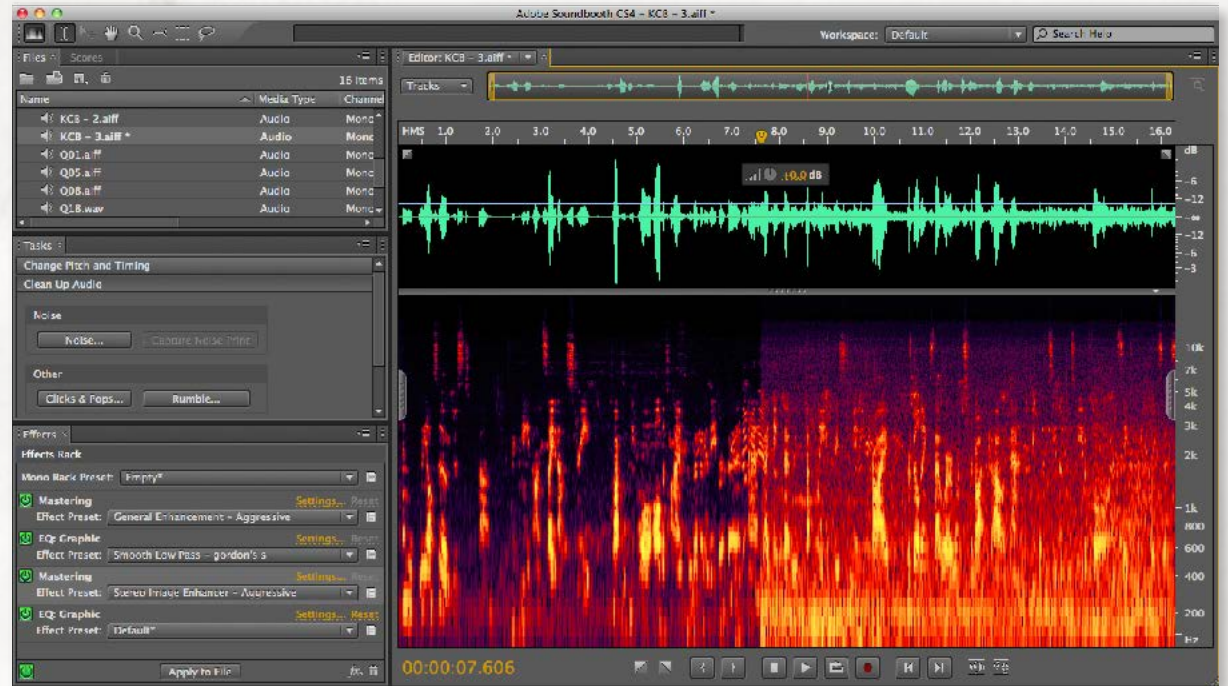 Adobe Soundbooth CS4 – KC8 – 3.aiff *
Workspace: Default
Search Help
Files Scores
16 items
Name Media Type Channel
KC8 – 2.aiff Audio Mono
KC8 – 3.aiff * Audio Mono
Q01.aiff Audio Mono
Q05.aiff Audio Mono
Q08.aiff Audio Mono
Q18.wav Audio Mono
Tasks
Change Pitch and Timing
Clean Up Audio
Noise
Noise... Capture Noise Print
Other
Clicks & Pops... Rumble...
Effects
Effects Rack
Mono Rack Preset: Empty*
Mastering Settings... Reset
Effect Preset: General Enhancement – Aggressive
EQ: Graphic Settings... Reset
Effect Preset: Smooth Low Pass – gordon's s
Mastering Settings... Reset
Effect Preset: Stereo Image Enhancer – Aggressive
EQ: Graphic Settings... Reset
Effect Preset: Default*
Apply to File
fx
Editor: KC8 – 3.aiff *
Tracks
HMS 1.0 2.0 3.0 4.0 5.0 6.0 7.0 8.0 9.0 10.0 11.0 12.0 13.0 14.0 15.0 16.0
dB
+0.0 dB
-6
-12
-∞
-12
-6
-3
10k
7k
5k
4k
3k
2k
1k
800
600
400
200
Hz
00:00:07.606